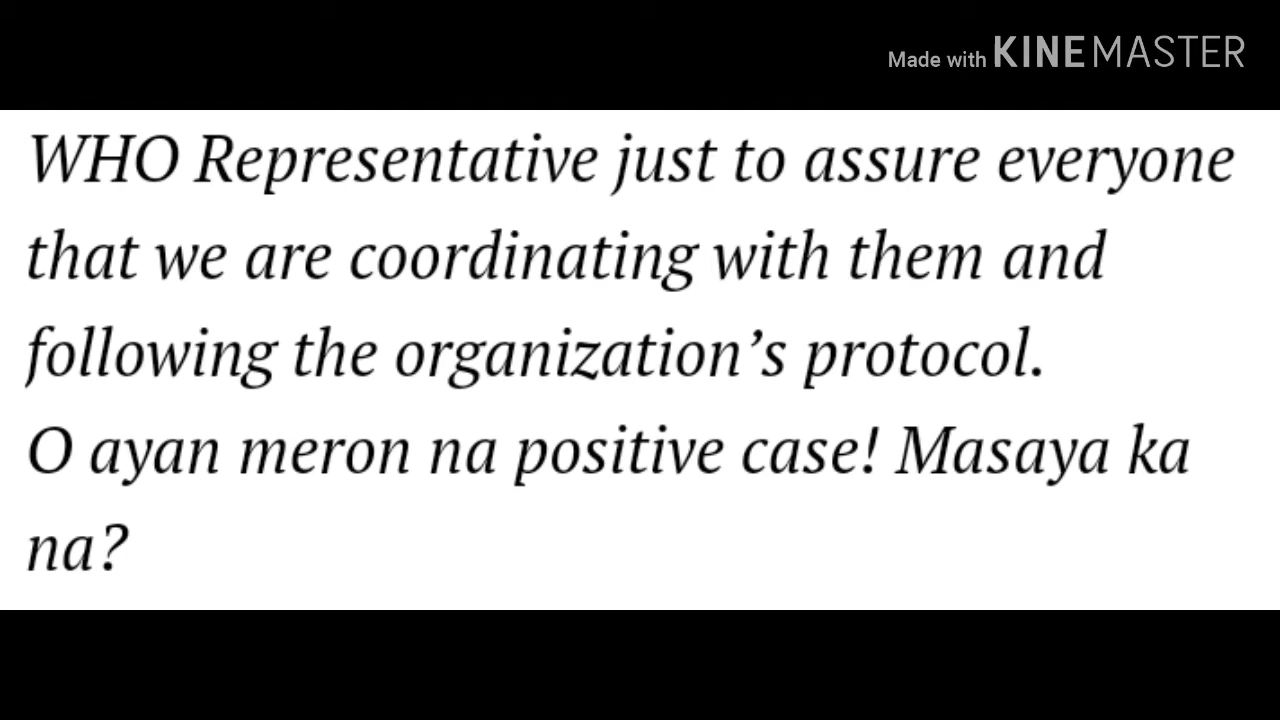 Made with KINEMASTER
WHO Representative just to assure everyone
that we are coordinating with them and
following the organization’s protocol.
O ayan meron na positive case! Masaya ka
na?